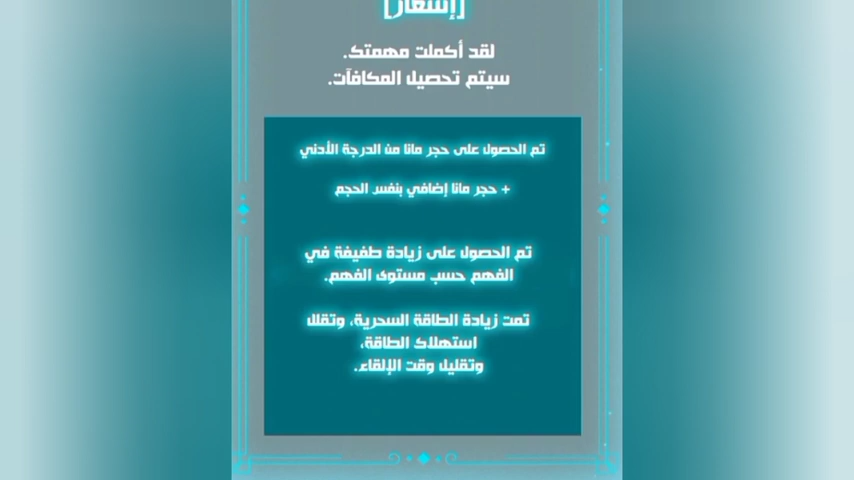 [إشعار]
لقد أكملت مهمتك.
سيتم تحصيل المكافآت.
تم الحصول على حجر مانا من الدرجة الأدني
+ حجر مانا إضافي بنفس الحجم
تم الحصول على زيادة طفيفة في
الفهم حسب مستوى الفهم.
تمت زيادة الطاقة السحرية، وتقلل
استهلاك الطاقة،
وتقليل وقت الإلقاء.